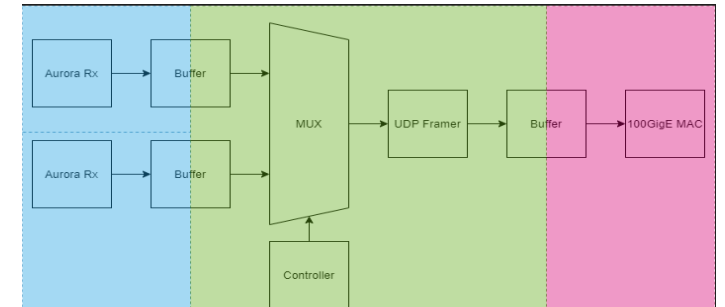 Aurora Rx
Buffer
MUX
UDP Framer
Buffer
100GigE MAC
Aurora Rx
Buffer
Controller